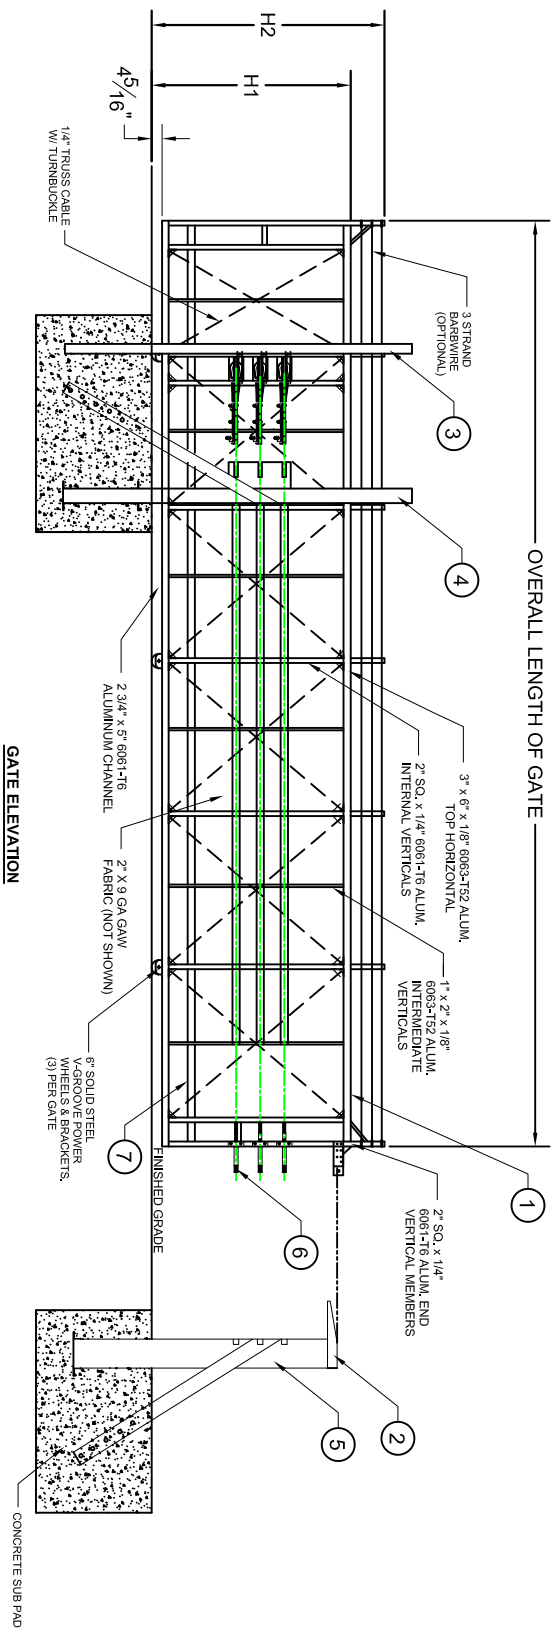 H2
H1
4 5/16"
1/4" TRUSS CABLE
W/ TURNBUCKLE
OVERALL LENGTH OF GATE
3 STRAND
BARBWIRE
(OPTIONAL)
3
4
3" x 6" x 1/8" 6063-T52 ALUM.
TOP HORIZONTAL
2" SQ. x 1/4" 6061-T6 ALUM.
INTERNAL VERTICALS
1" x 2" x 1/8"
6063-T52 ALUM.
INTERMEDIATE
VERTICALS
1
2" SQ. x 1/4"
6061-T6 ALUM. END
VERTICAL MEMBERS
2
5
6
2 3/4" x 5" 6061-T6
ALUMINUM CHANNEL
2" X 9 GA GAW
FABRIC (NOT SHOWN)
6" SOLID STEEL
V-GROOVE POWER
WHEELS & BRACKETS,
(3) PER GATE
7
FINISHED GRADE
CONCRETE SUB PAD
GATE ELEVATION